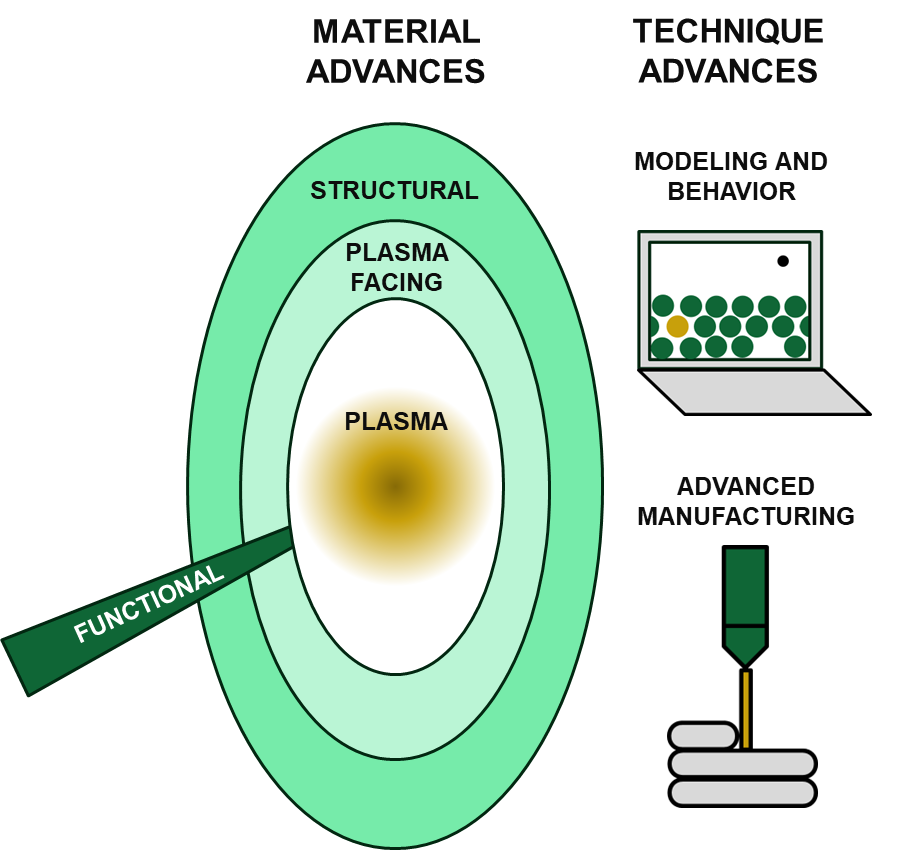 MATERIAL
ADVANCES
STRUCTURAL
PLASMA
FACING
PLASMA
FUNCTIONAL
TECHNIQUE
ADVANCES
MODELING AND
BEHAVIOR
ADVANCED
MANUFACTURING